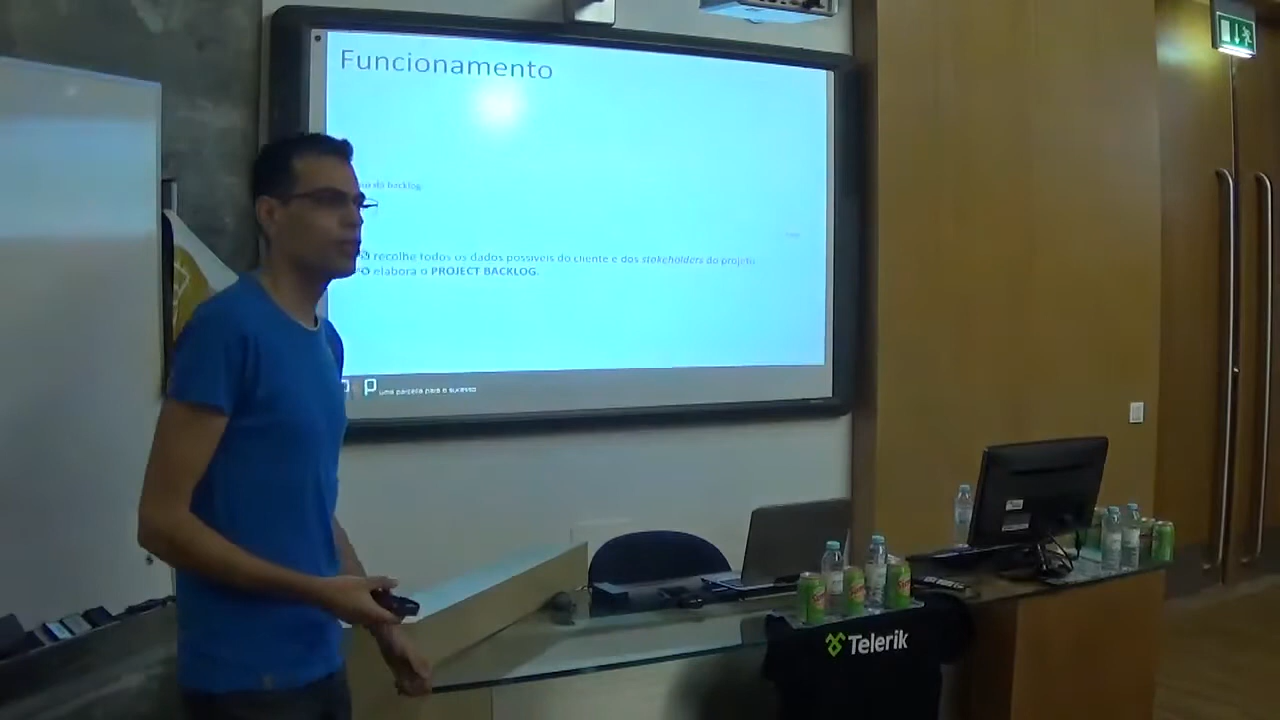 Funcionamento
do backlog
recolhe todos os dados possíveis do cliente e dos stakeholders do projeto
elabora o PROJECT BACKLOG.
uma parceria para o sucesso
Telerik